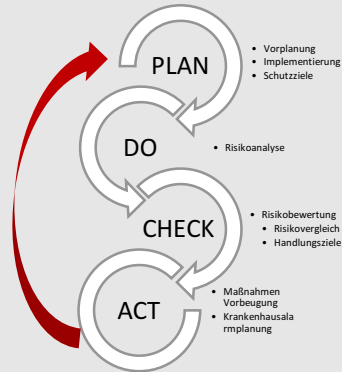 PLAN
• Vorplanung
• Implementierung
• Schutzziele
DO
• Risikoanalyse
CHECK
• Risikobewertung
• Risikovergleich
• Handlungsziele
ACT
• Maßnahmen
Vorbeugung
• Krankenhausala
rmplanung